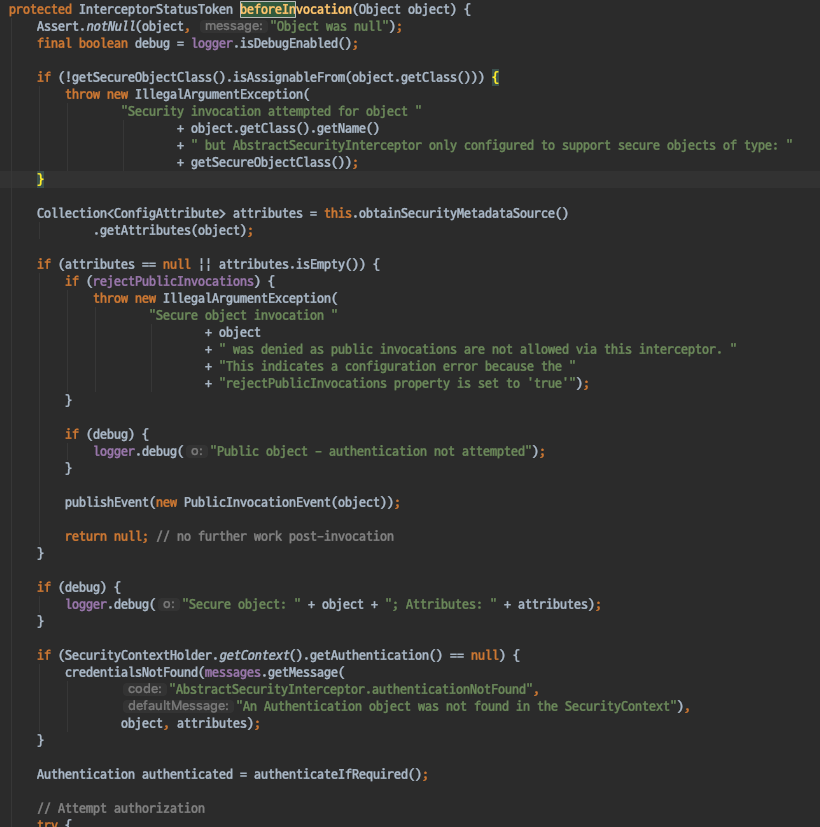 protected InterceptorStatusToken beforeInvocation(Object object) {
    Assert.notNull(object, message: "Object was null");
    final boolean debug = logger.isDebugEnabled();

    if (!getSecureObjectClass().isAssignableFrom(object.getClass())) {
        throw new IllegalArgumentException(
                "Security invocation attempted for object "
                        + object.getClass().getName()
                        + " but AbstractSecurityInterceptor only configured to support secure objects of type: "
                        + getSecureObjectClass());
    }

    Collection<ConfigAttribute> attributes = this.obtainSecurityMetadataSource()
            .getAttributes(object);

    if (attributes == null || attributes.isEmpty()) {
        if (rejectPublicInvocations) {
            throw new IllegalArgumentException(
                    "Secure object invocation "
                            + object
                            + " was denied as public invocations are not allowed via this interceptor. "
                            + "This indicates a configuration error because the "
                            + "rejectPublicInvocations property is set to 'true'");
        }

        if (debug) {
            logger.debug( o: "Public object - authentication not attempted");
        }

        publishEvent(new PublicInvocationEvent(object));

        return null; // no further work post-invocation
    }

    if (debug) {
        logger.debug( o: "Secure object: " + object + "; Attributes: " + attributes);
    }

    if (SecurityContextHolder.getContext().getAuthentication() == null) {
        credentialsNotFound(messages.getMessage(
                code: "AbstractSecurityInterceptor.authenticationNotFound",
                defaultMessage: "An Authentication object was not found in the SecurityContext"),
                object, attributes);
    }

    Authentication authenticated = authenticateIfRequired();

    // Attempt authorization
    try {